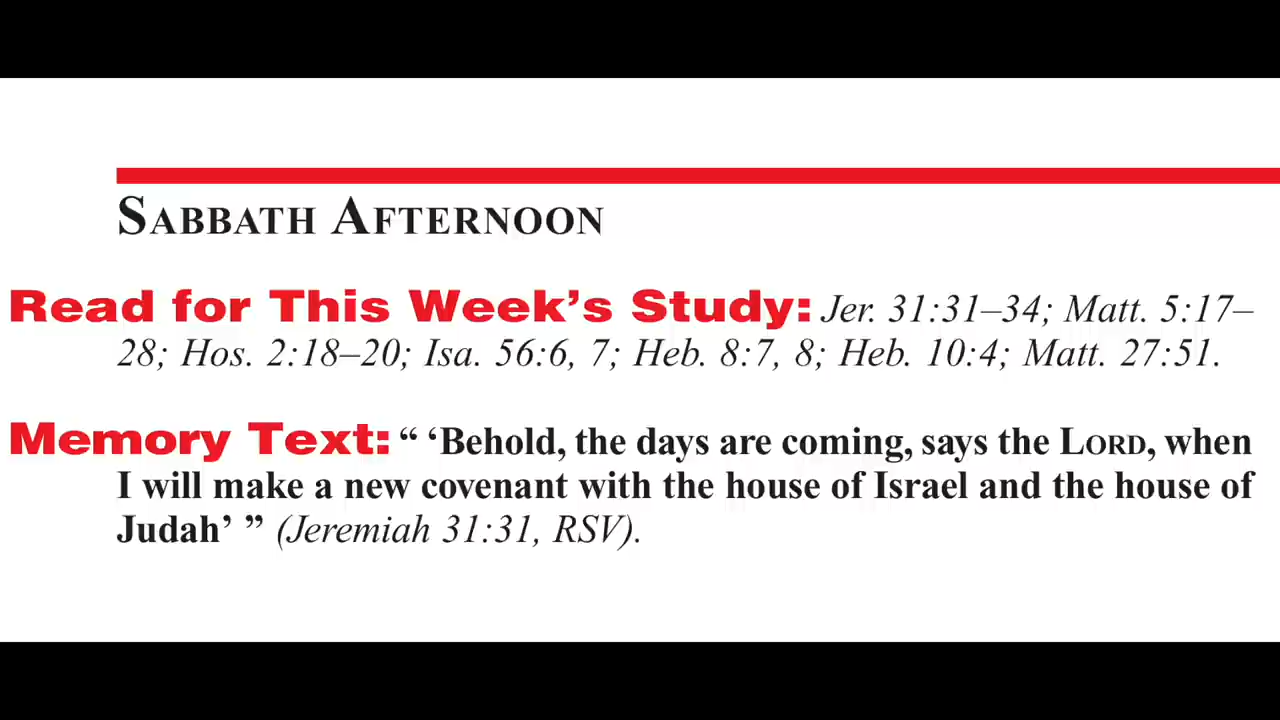 SABBATH AFTERNOON
Read for This Week’s Study: Jer. 31:31–34; Matt. 5:17–
28; Hos. 2:18–20; Isa. 56:6, 7; Heb. 8:7, 8; Heb. 10:4; Matt. 27:51.
Memory Text: “ ‘Behold, the days are coming, says the LORD, when
I will make a new covenant with the house of Israel and the house of
Judah’ ” (Jeremiah 31:31, RSV).